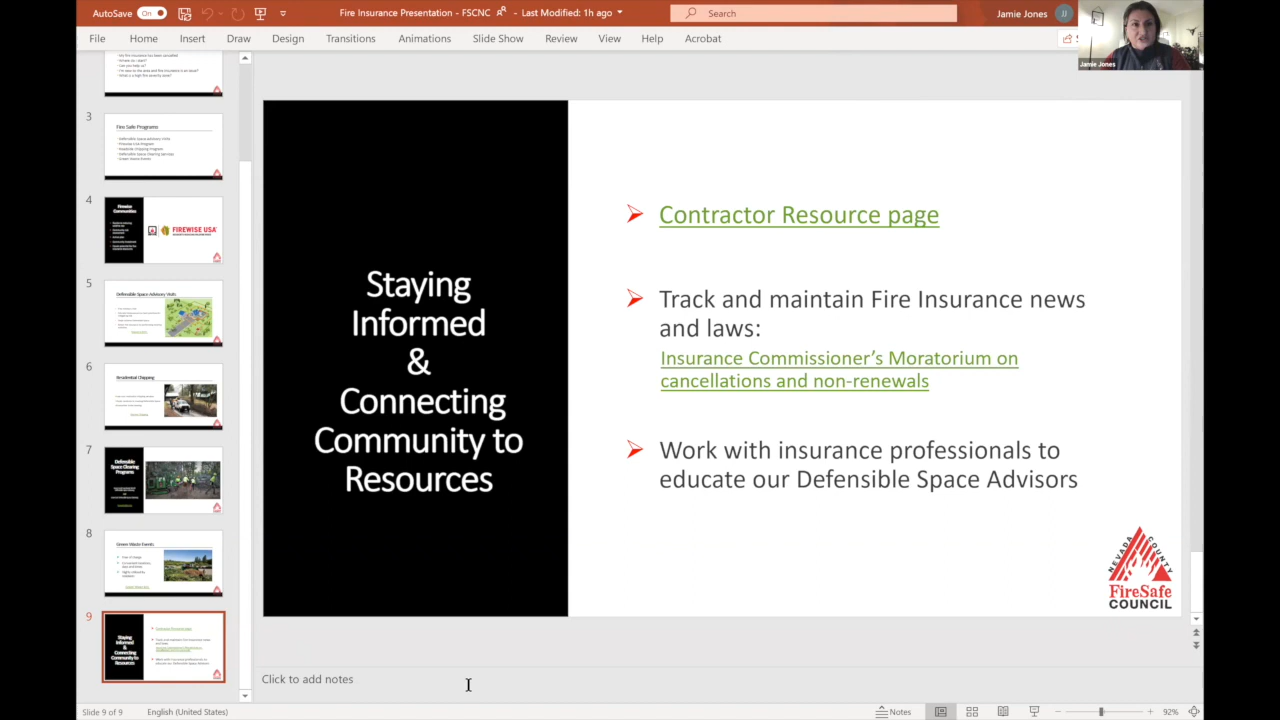 AutoSave
On
Fire Insurance Presentation - FSCNC
- Last Modified: 1h ago
Search
Jamie Jones
JJ
File Home Insert Draw Design Transitions Animations Slide Show Review View Help Acrobat
Jamie Jones
3
Fire Safe Programs
4
Firewise
Communities
FIREWISE USA
5
Defensible Space Advisory Visits
6
Residential Chipping
7
Defensible
Space Clearing
Programs
8
Green Waste Events
9
Staying
Informed
&
Connecting
Community to
Resources
Staying
Informed
&
Connecting
Community to
Resources
Contractor Resource page
Track and maintain Fire Insurance news
and laws:
Insurance Commissioner's Moratorium on
cancellations and non-renewals
Work with insurance professionals to
educate our Defensible Space Advisors
NEVADA COUNTY
FireSafe
COUNCIL
Click to add notes
Slide 9 of 9
English (United States)
Notes
92%